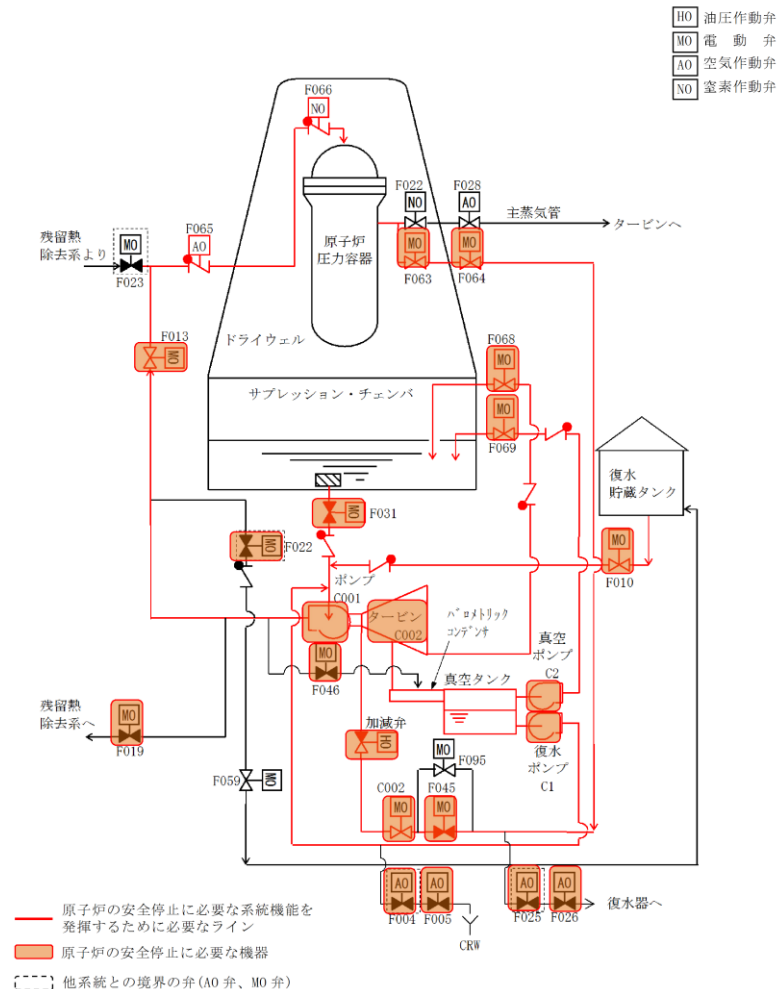 HO 油圧作動弁
MO 電 動 弁
AO 空気作動弁
NO 窒素作動弁
F066
NO
F022
NO
F028
AO
主蒸気管
タービンへ
残留熱
除去系より
MO
F023
F065
AO
原子炉
圧力容器
MO
F063
MO
F064
F013
MO
ドライウェル
F068
MO
サプレッション・チェンバ
MO
F069
復水
貯蔵タンク
MO
F031
MO
F022
MO
F010
ポンプ
C001
タービン
C002
バロメトリック
コンデンサ
MO
F046
真空タンク
真空
ポンプ
C2
残留熱
除去系へ
MO
F019
加減弁
HO
復水
ポンプ
C1
MO
F095
F059
MO
C002
MO
F045
MO
AO
F004
AO
F005
CRW
AO
F025
AO
F026
復水器へ
原子炉の安全停止に必要な系統機能を
発揮するために必要なライン
原子炉の安全停止に必要な機器
他系統との境界の弁(AO 弁、MO 弁)